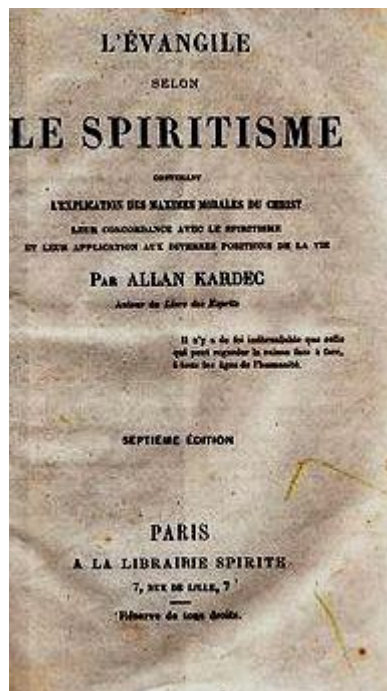 L'ÉVANGILE
SELON
LE SPIRITISME
CONTENANT
L'EXPLICATION DES MAXIMES MORALES DU CHRIST
LEUR CONCORDANCE AVEC LE SPIRITISME
ET LEUR APPLICATION AUX DIVERSES POSITIONS DE LA VIE
PAR ALLAN KARDEC
Auteur du Livre des Esprits
Il n'y a de foi inébranlable que celle
qui peut regarder la raison face à face,
à tous les âges de l'humanité.
SEPTIÈME ÉDITION
PARIS
A LA LIBRAIRIE SPIRITE
7, RUE DE LILLE, 7
Réserve de tous droits.